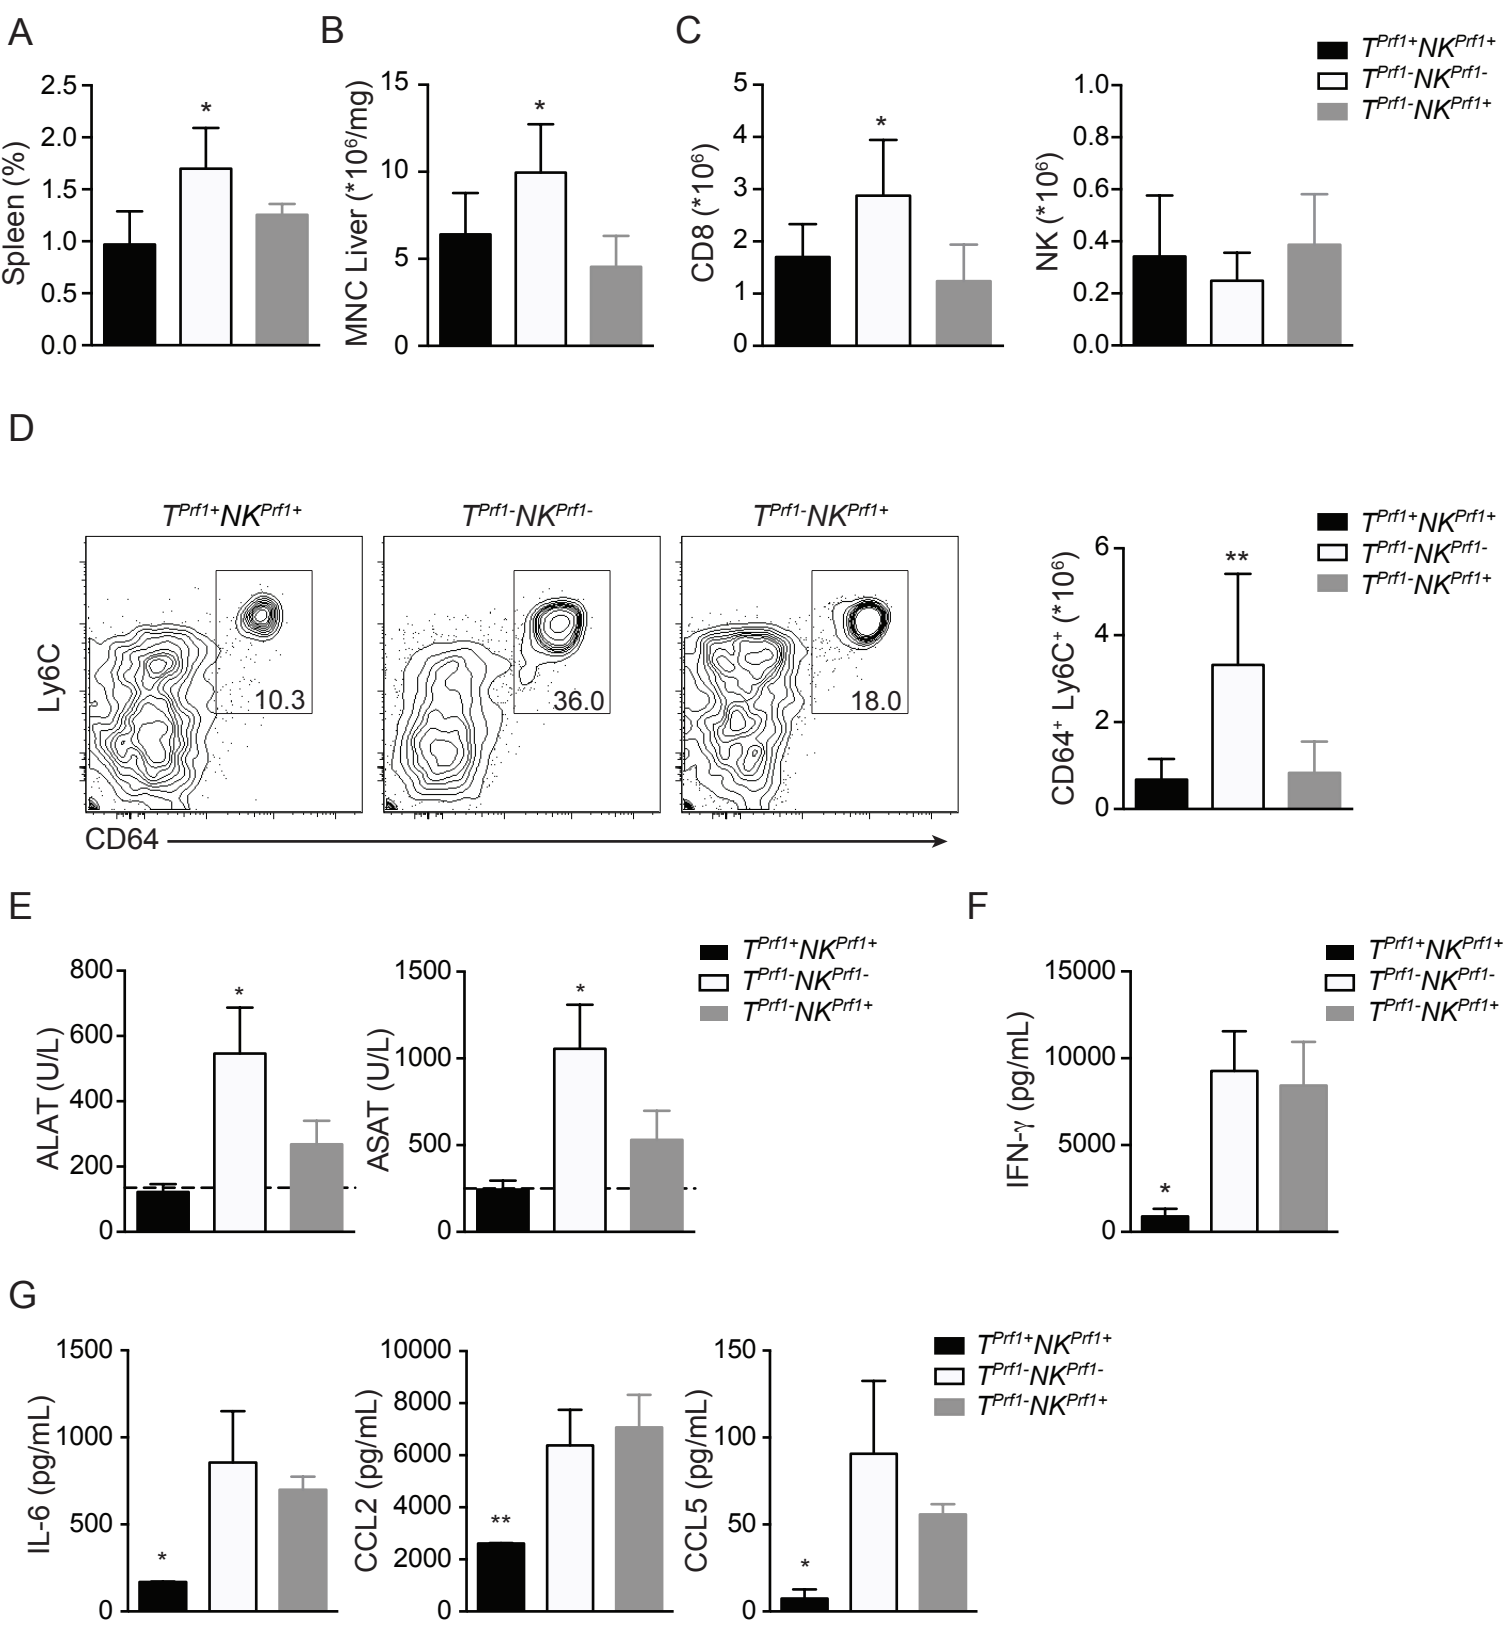 A
B
C
T^Prf1+ NK^Prf1+
T^Prf1- NK^Prf1-
T^Prf1- NK^Prf1+
Spleen (%)
2.5
2.0
1.5
1.0
0.5
0.0
*
MNC Liver (*10^6/mg)
15
10
5
0
*
CD8 (*10^6)
5
4
3
2
1
0
*
NK (*10^6)
1.0
0.8
0.6
0.4
0.2
0.0
D
T^Prf1+ NK^Prf1+
T^Prf1- NK^Prf1-
T^Prf1- NK^Prf1+
Ly6C
10.3
36.0
18.0
CD64
T^Prf1+ NK^Prf1+
T^Prf1- NK^Prf1-
T^Prf1- NK^Prf1+
CD64+ Ly6C+ (*10^6)
6
4
2
0
**
E
T^Prf1+ NK^Prf1+
T^Prf1- NK^Prf1-
T^Prf1- NK^Prf1+
ALAT (U/L)
800
600
400
200
0
*
ASAT (U/L)
1500
1000
500
0
*
F
T^Prf1+ NK^Prf1+
T^Prf1- NK^Prf1-
T^Prf1- NK^Prf1+
IFN-γ (pg/mL)
15000
10000
5000
0
*
G
IL-6 (pg/mL)
1500
1000
500
0
*
CCL2 (pg/mL)
10000
8000
6000
4000
2000
0
**
CCL5 (pg/mL)
150
100
50
0
*
T^Prf1+ NK^Prf1+
T^Prf1- NK^Prf1-
T^Prf1- NK^Prf1+